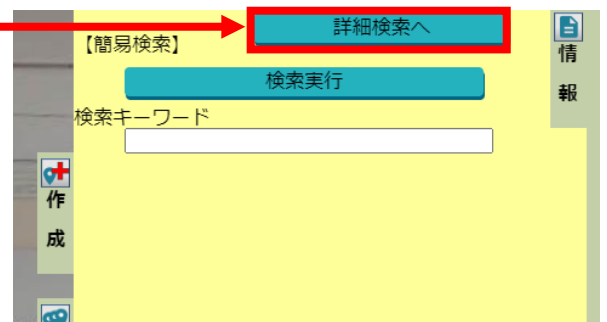 詳細検索へ
【簡易検索】
検索実行
検索キーワード
情
報
作
成